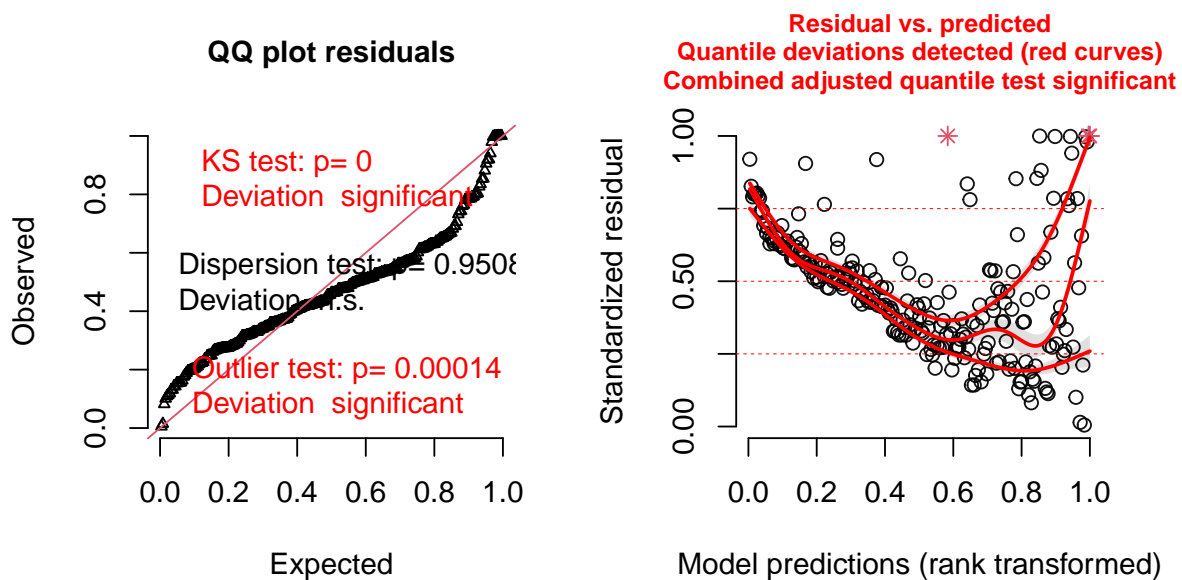 QQ plot residuals
KS test: p= 0
Deviation significant
Dispersion test: p= 0.9508
Deviation n.s.
Outlier test: p= 0.00014
Deviation significant
Observed
0.0
0.4
0.8
0.0 0.2 0.4 0.6 0.8 1.0
Expected
Residual vs. predicted
Quantile deviations detected (red curves)
Combined adjusted quantile test significant
Standardized residual
0.00
0.50
1.00
0.0 0.2 0.4 0.6 0.8 1.0
Model predictions (rank transformed)